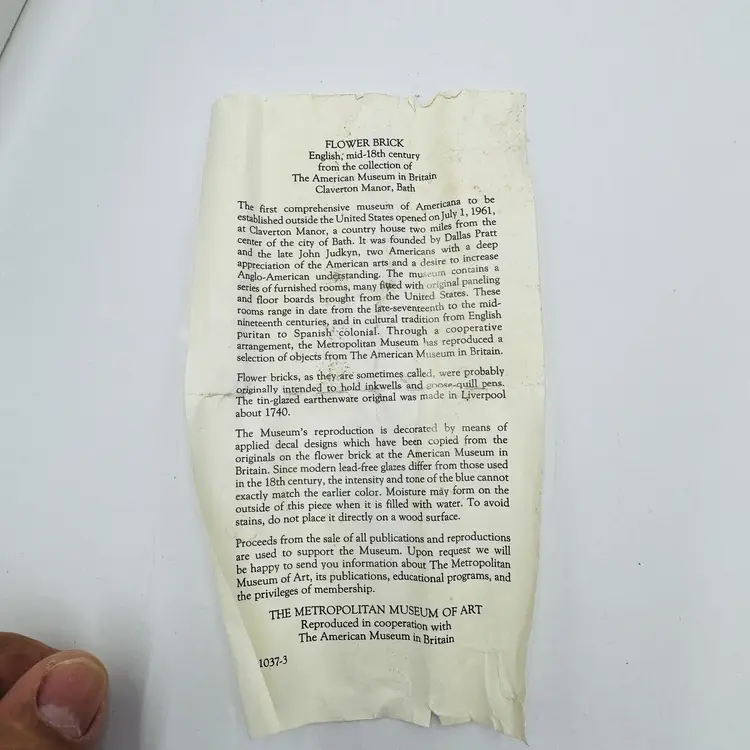 FLOWER BRICK
English, mid-18th century
from the collection of
The American Museum in Britain
Claverton Manor, Bath
The first comprehensive museum of Americana to be
established outside the United States opened on July 1, 1961,
at Claverton Manor, a country house two miles from the
center of the city of Bath. It was founded by Dallas Pratt
and the late John Judkyn, two Americans with a deep
appreciation of the American arts and a desire to increase
Anglo-American understanding. The museum contains a
series of furnished rooms, many fitted with original paneling
and floor boards brought from the United States. These
rooms range in date from the late-seventeenth to the mid-
nineteenth centuries, and in cultural tradition from English
puritan to Spanish colonial. Through a cooperative
arrangement, the Metropolitan Museum has reproduced a
selection of objects from The American Museum in Britain.
Flower bricks, as they are sometimes called, were probably
originally intended to hold inkwells and goose-quill pens.
The tin-glazed earthenware original was made in Liverpool
about 1740.
The Museum's reproduction is decorated by means of
applied decal designs which have been copied from the
originals on the flower brick at the American Museum in
Britain. Since modern lead-free glazes differ from those used
in the 18th century, the intensity and tone of the blue cannot
exactly match the earlier color. Moisture may form on the
outside of this piece when it is filled with water. To avoid
stains, do not place it directly on a wood surface.
Proceeds from the sale of all publications and reproductions
are used to support the Museum. Upon request we will
be happy to send you information about The Metropolitan
Museum of Art, its publications, educational programs, and
the privileges of membership.
THE METROPOLITAN MUSEUM OF ART
Reproduced in cooperation with
The American Museum in Britain
1037-3